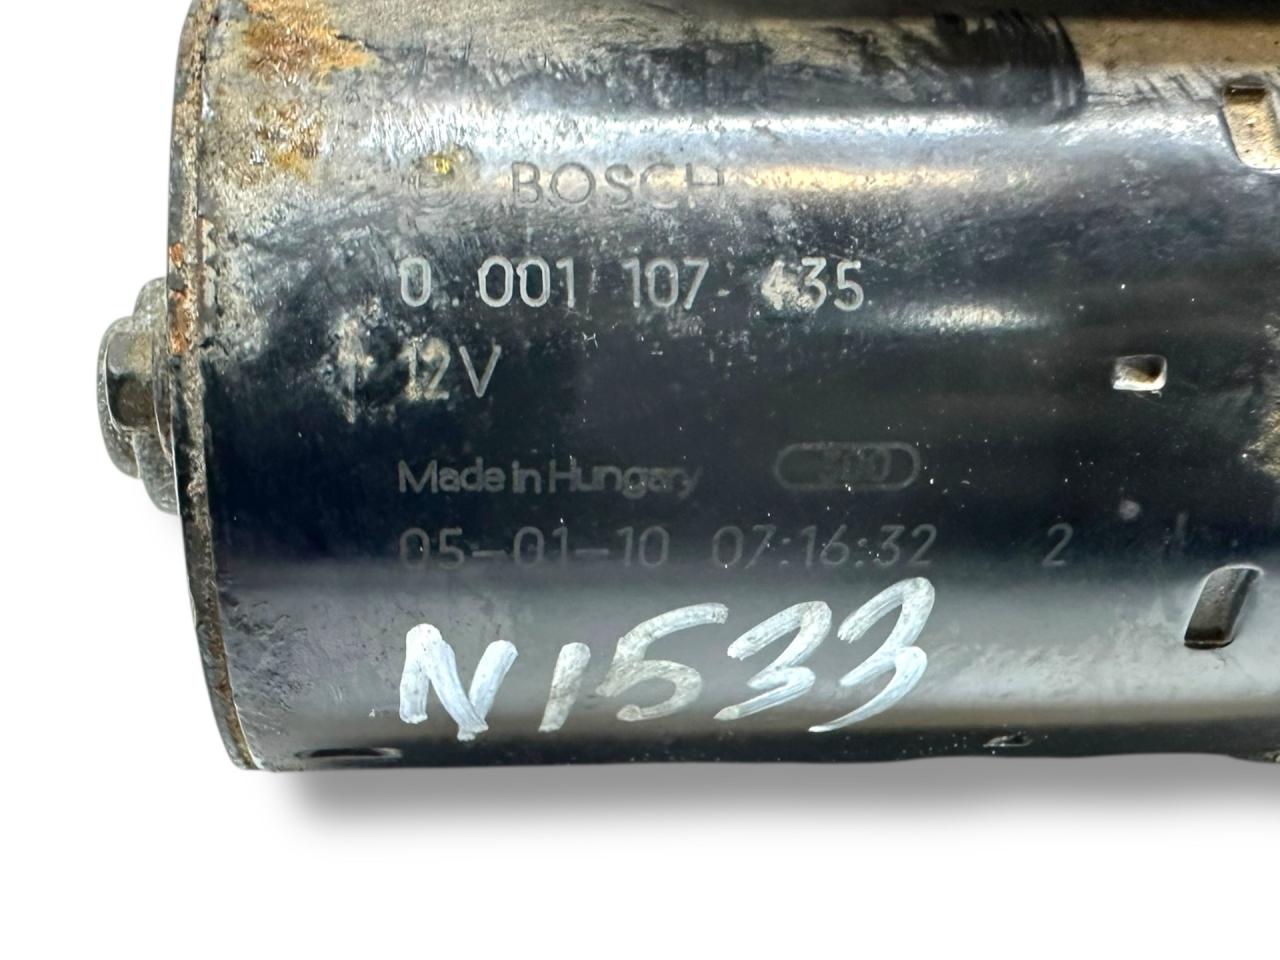 BOSCH
0 001 107 435
12V
Made in Hungary
05-01-10 07:16:32 2
N1533